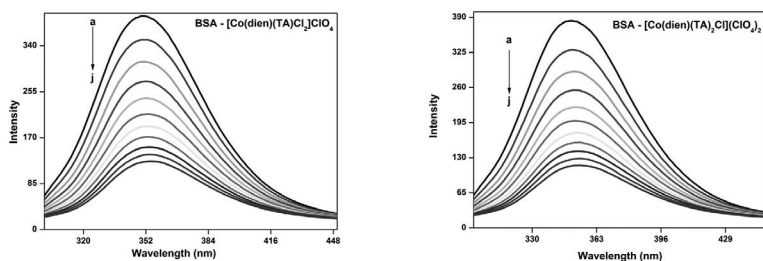 BSA - [Co(dien)(TA)Cl₂]ClO₄
a
j
340
255
170
85
0
320
352
384
416
448
Intensity
Wavelength (nm)
BSA - [Co(dien)(TA)₂Cl](ClO₄)₂
a
j
390
325
260
195
130
65
0
330
363
396
429
Intensity
Wavelength (nm)